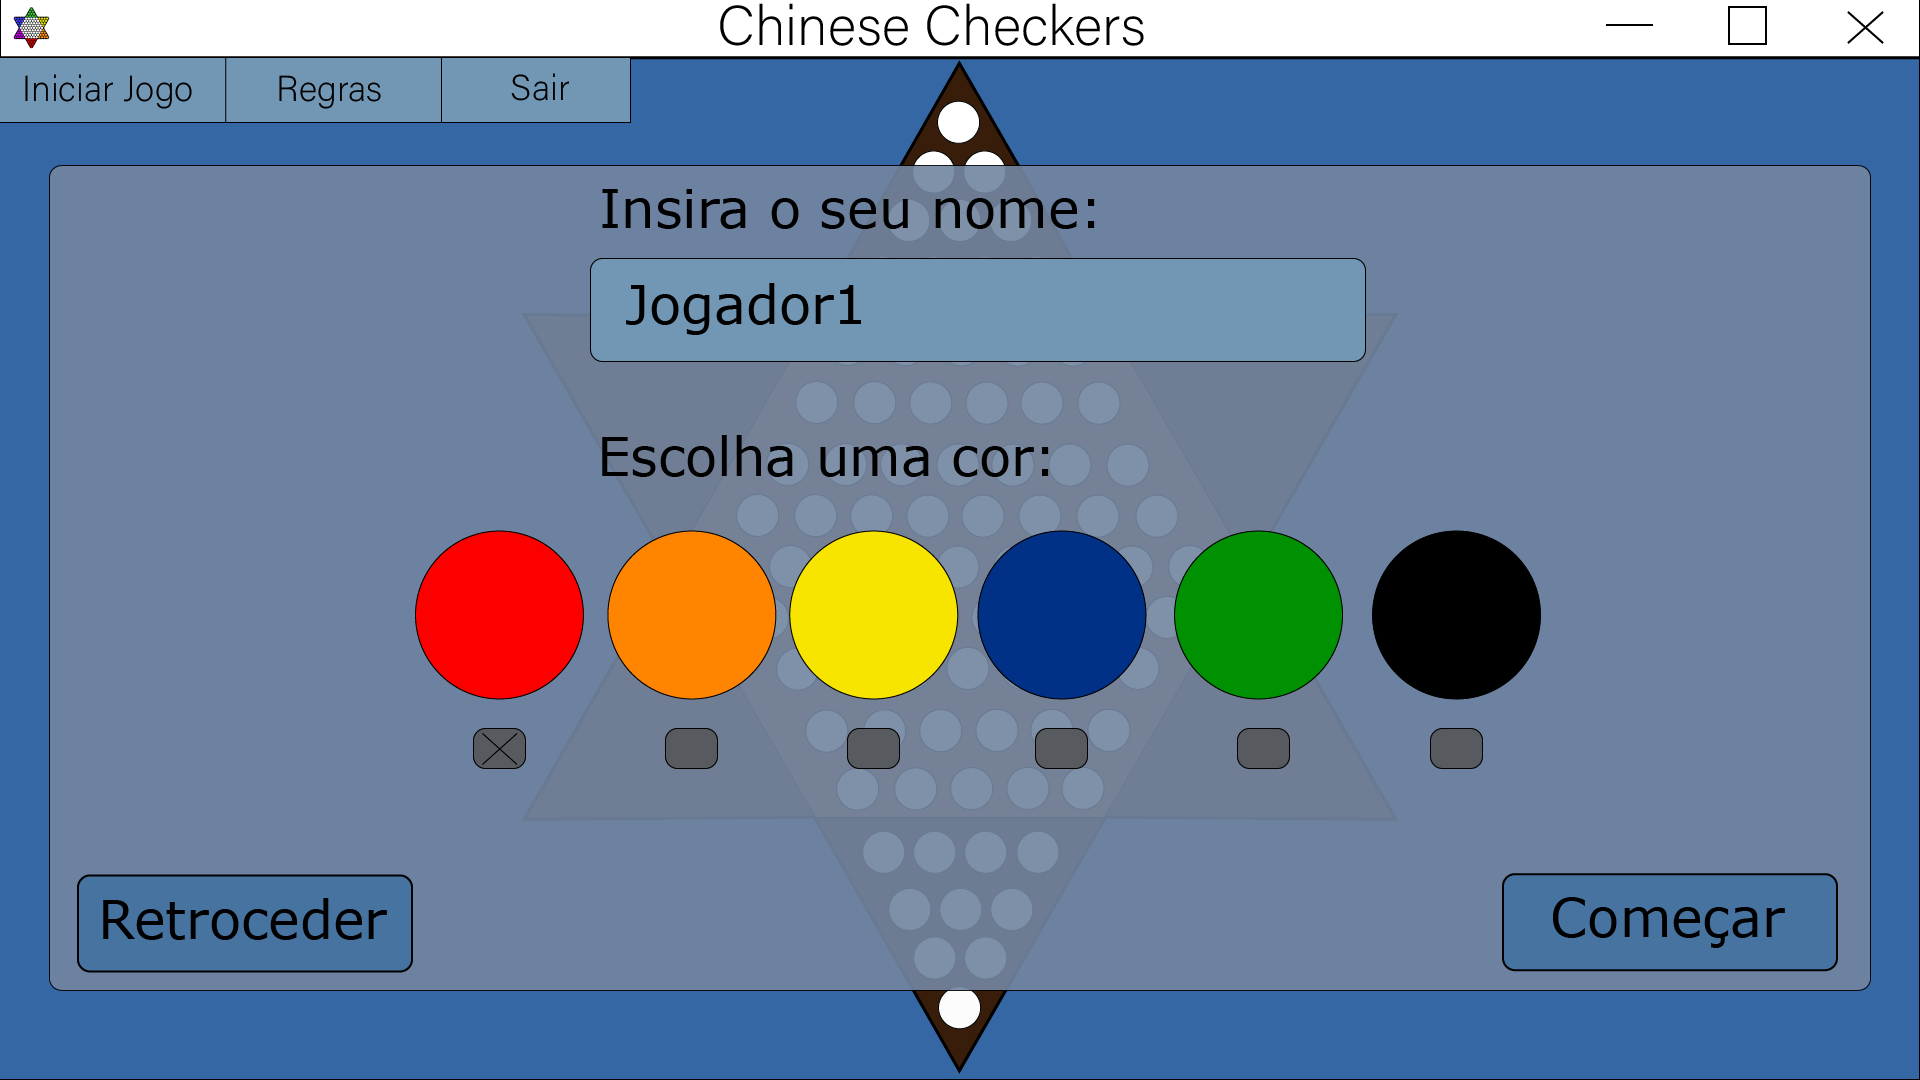 Chinese Checkers
Iniciar Jogo
Regras
Sair
Insira o seu nome:
Jogador1
Escolha uma cor:
Retroceder
Começar